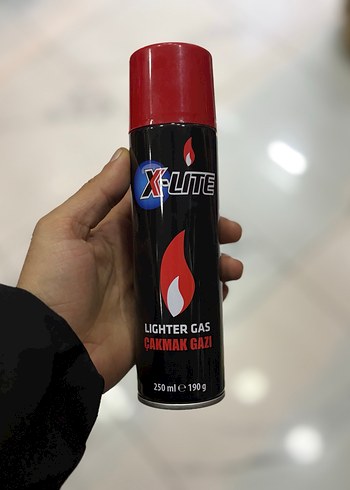 X-LITE
LIGHTER GAS
ÇAKMAK GAZI
250 ml ℮ 190 g